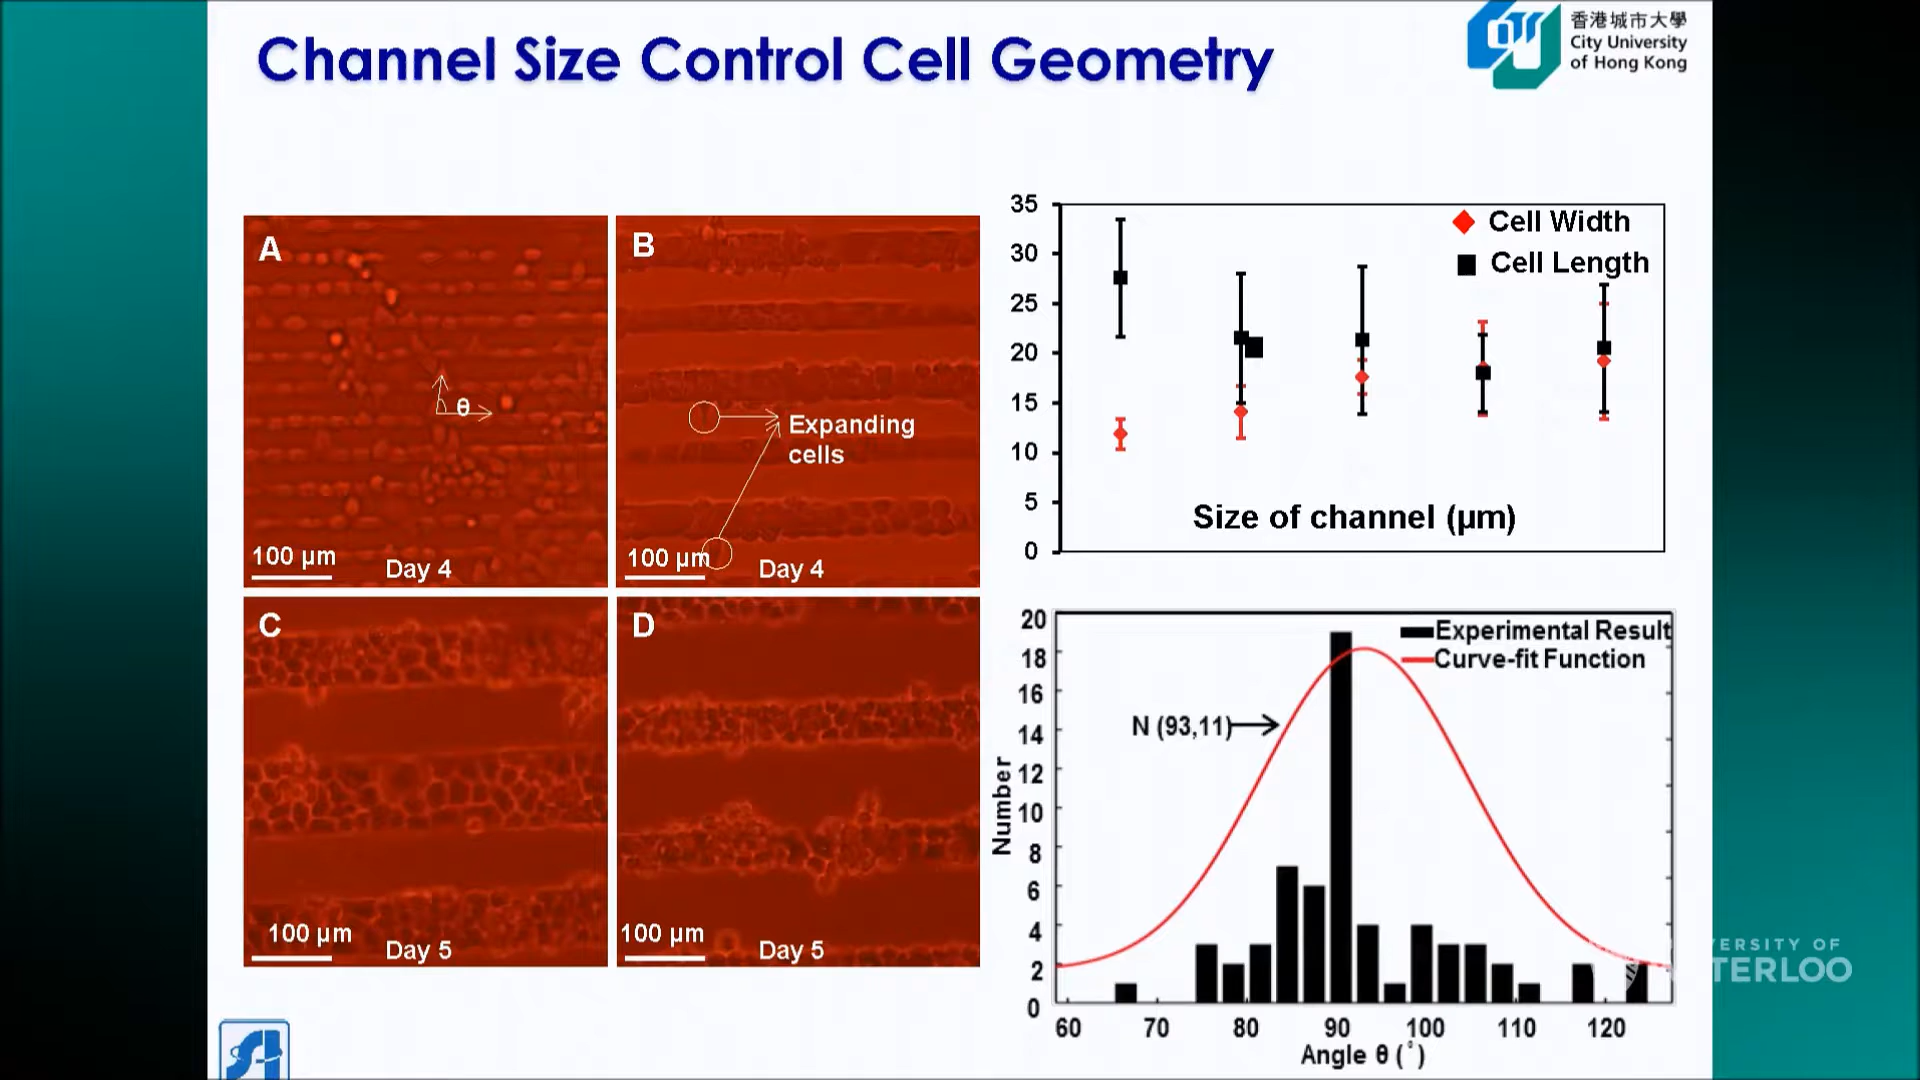 Channel Size Control Cell Geometry
香港城市大學
City University
of Hong Kong
A
θ
100 µm
Day 4
B
Expanding
cells
100 µm
Day 4
C
100 µm
Day 5
D
100 µm
Day 5
35
30
25
20
15
10
5
0
Cell Width
Cell Length
Size of channel (µm)
20
18
16
14
12
10
8
6
4
2
0
Number
Experimental Result
Curve-fit Function
N (93,11)
60 70 80 90 100 110 120
Angle θ (°)
VERSITY OF
TERLOO